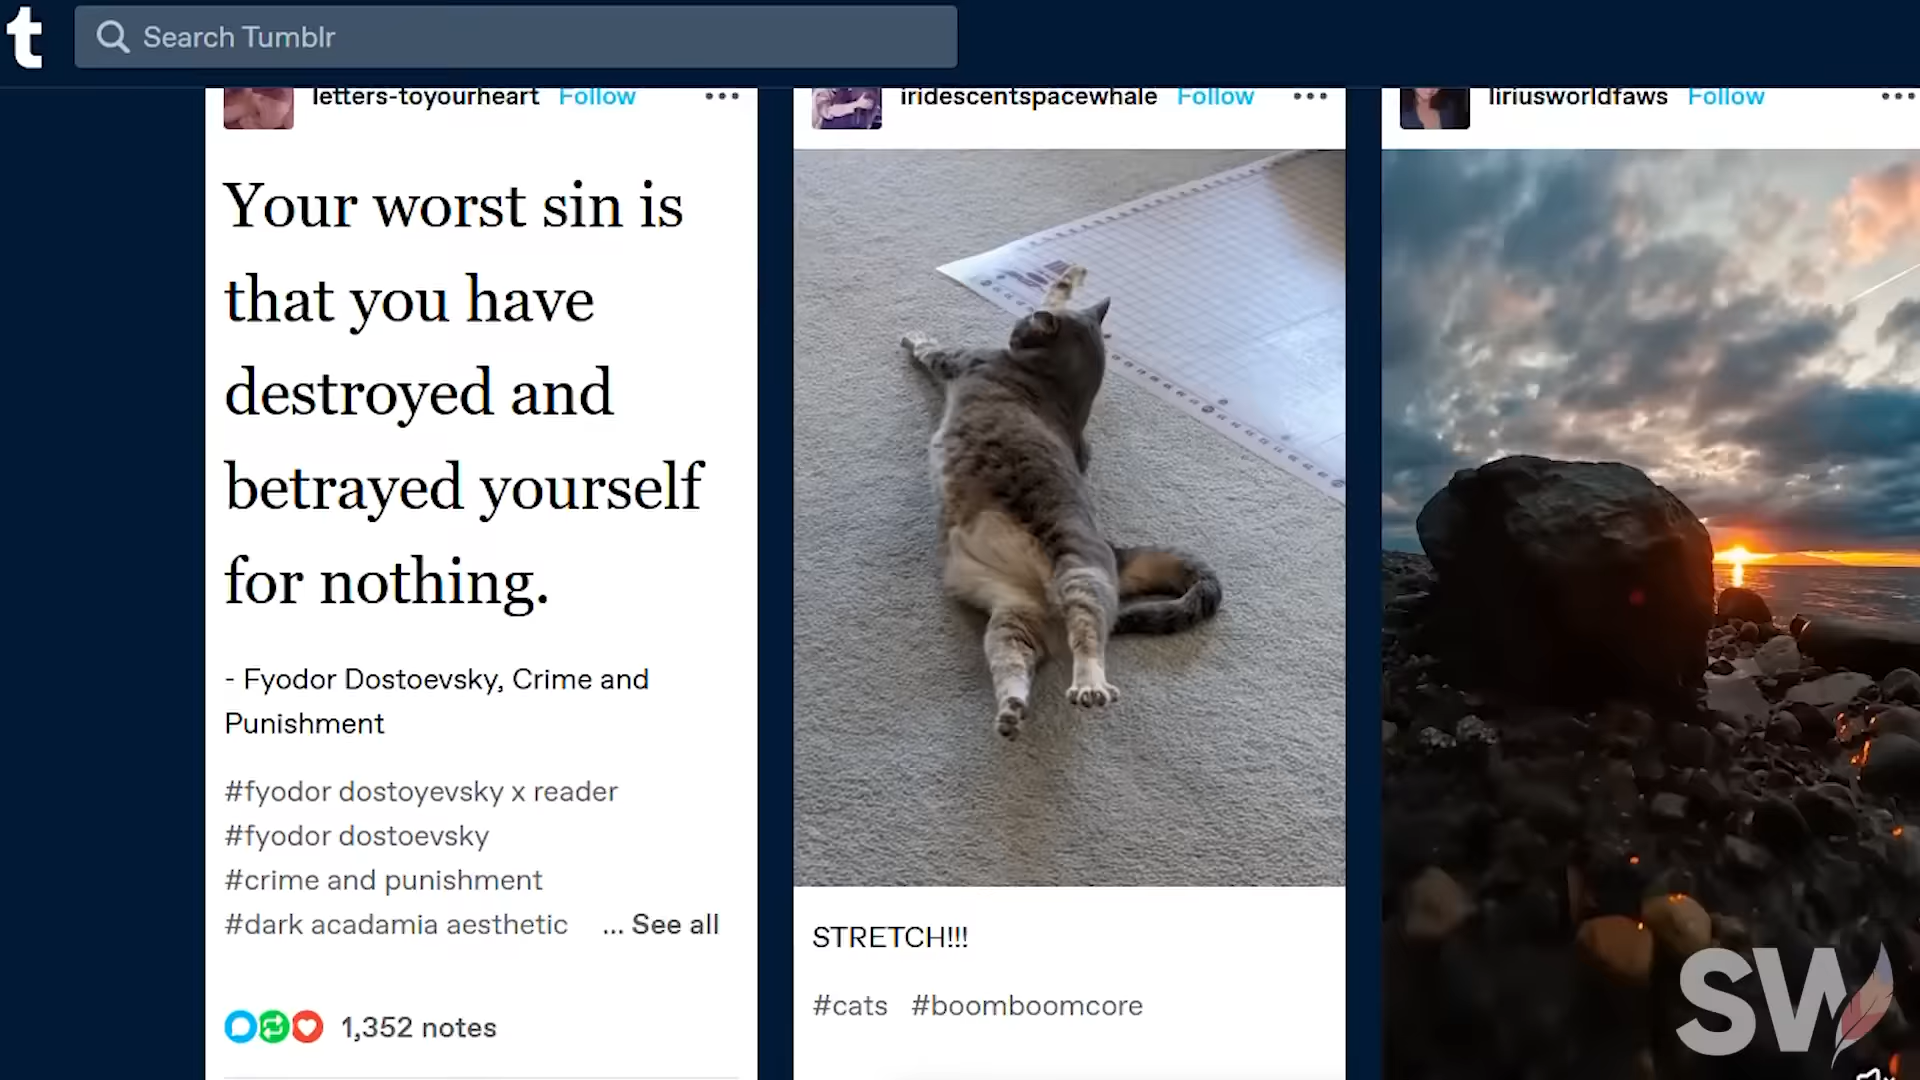 t
Search Tumblr
letters-toyourheart Follow
Your worst sin is
that you have
destroyed and
betrayed yourself
for nothing.
- Fyodor Dostoevsky, Crime and
Punishment
#fyodor dostoyevsky x reader
#fyodor dostoevsky
#crime and punishment
#dark acadamia aesthetic ... See all
1,352 notes
iridescentspacewhale Follow
STRETCH!!!
#cats #boomboomcore
liriusworldfaws Follow
SW